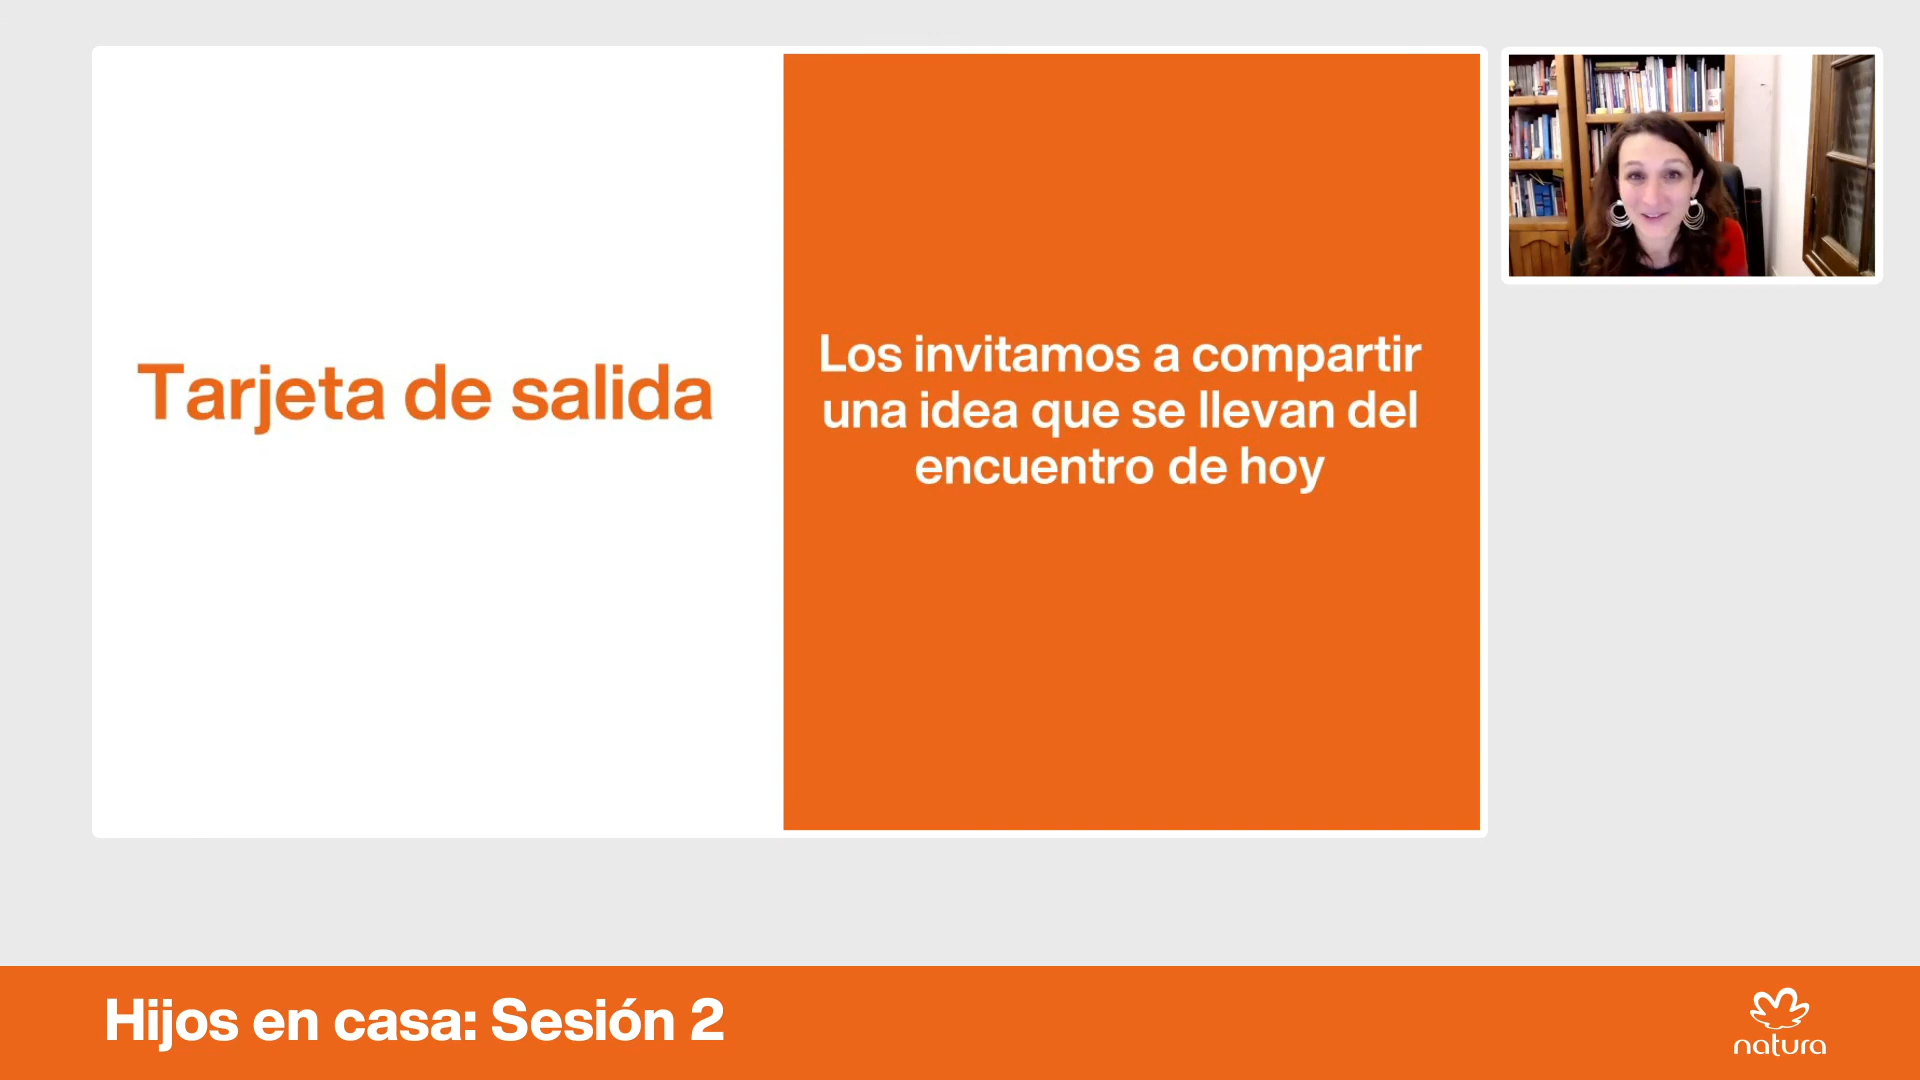 Tarjeta de salida
Los invitamos a compartir
una idea que se llevan del
encuentro de hoy
Hijos en casa: Sesión 2
natura